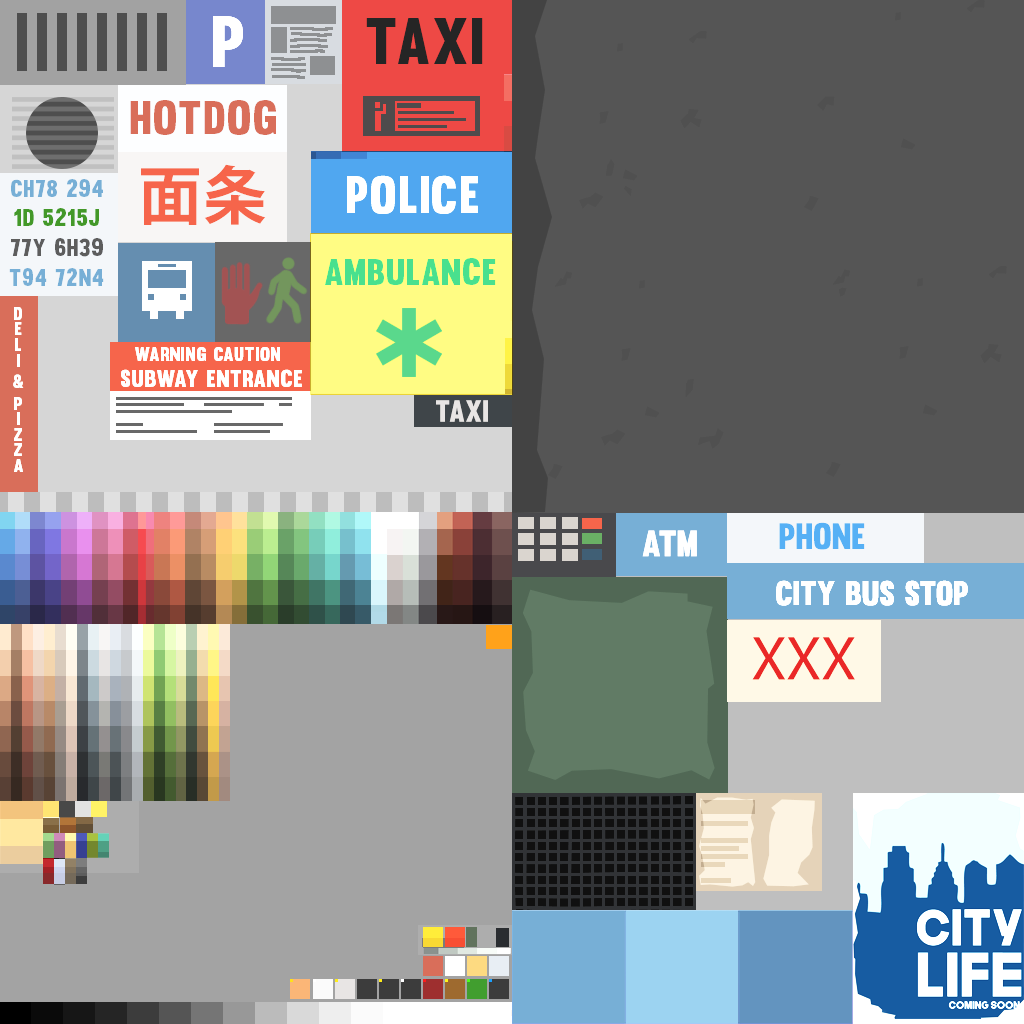 P
TAXI
HOTDOG
面条
CH78 294
1D 5215J
77Y 6H39
T94 72N4
POLICE
AMBULANCE
WARNING CAUTION
SUBWAY ENTRANCE
DELI & PIZZA
TAXI
ATM
PHONE
CITY BUS STOP
XXX
CITY
LIFE
COMING SOON